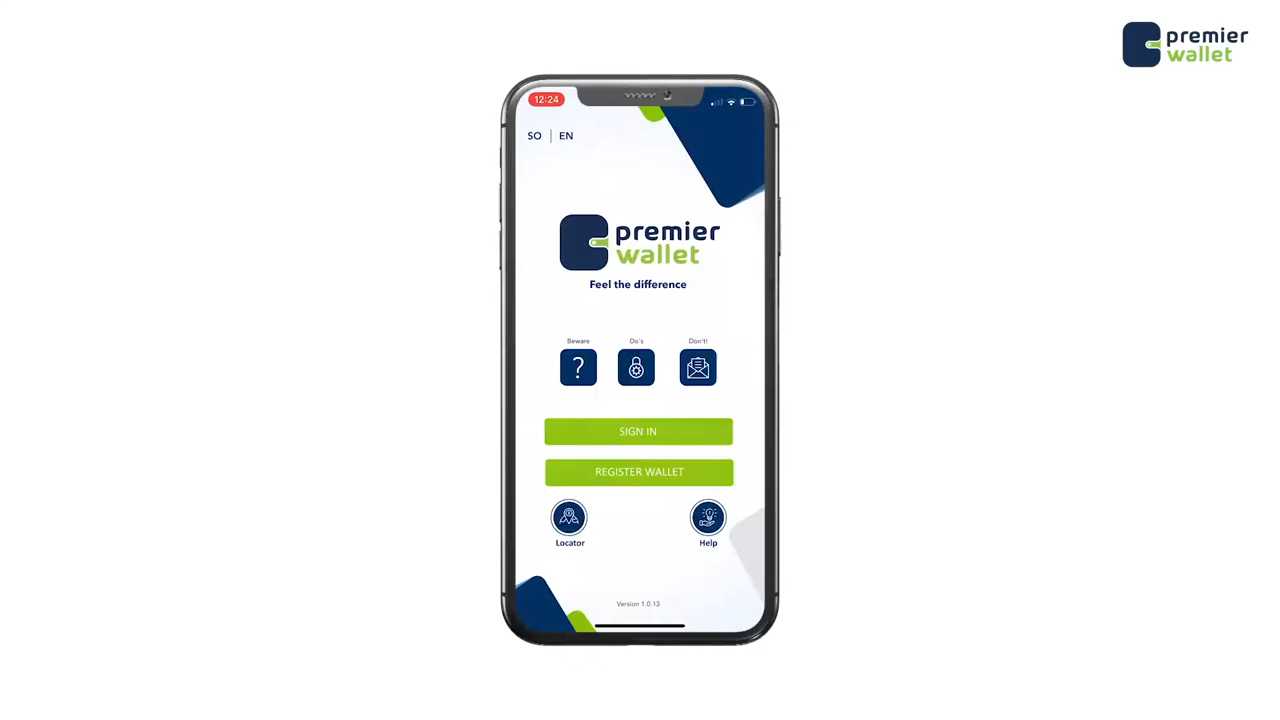 premier
wallet
12:24
SO | EN
premier
wallet
Feel the difference
Beware
Do's
Don't!
?
SIGN IN
REGISTER WALLET
Locator
Help
Version 1.0.13